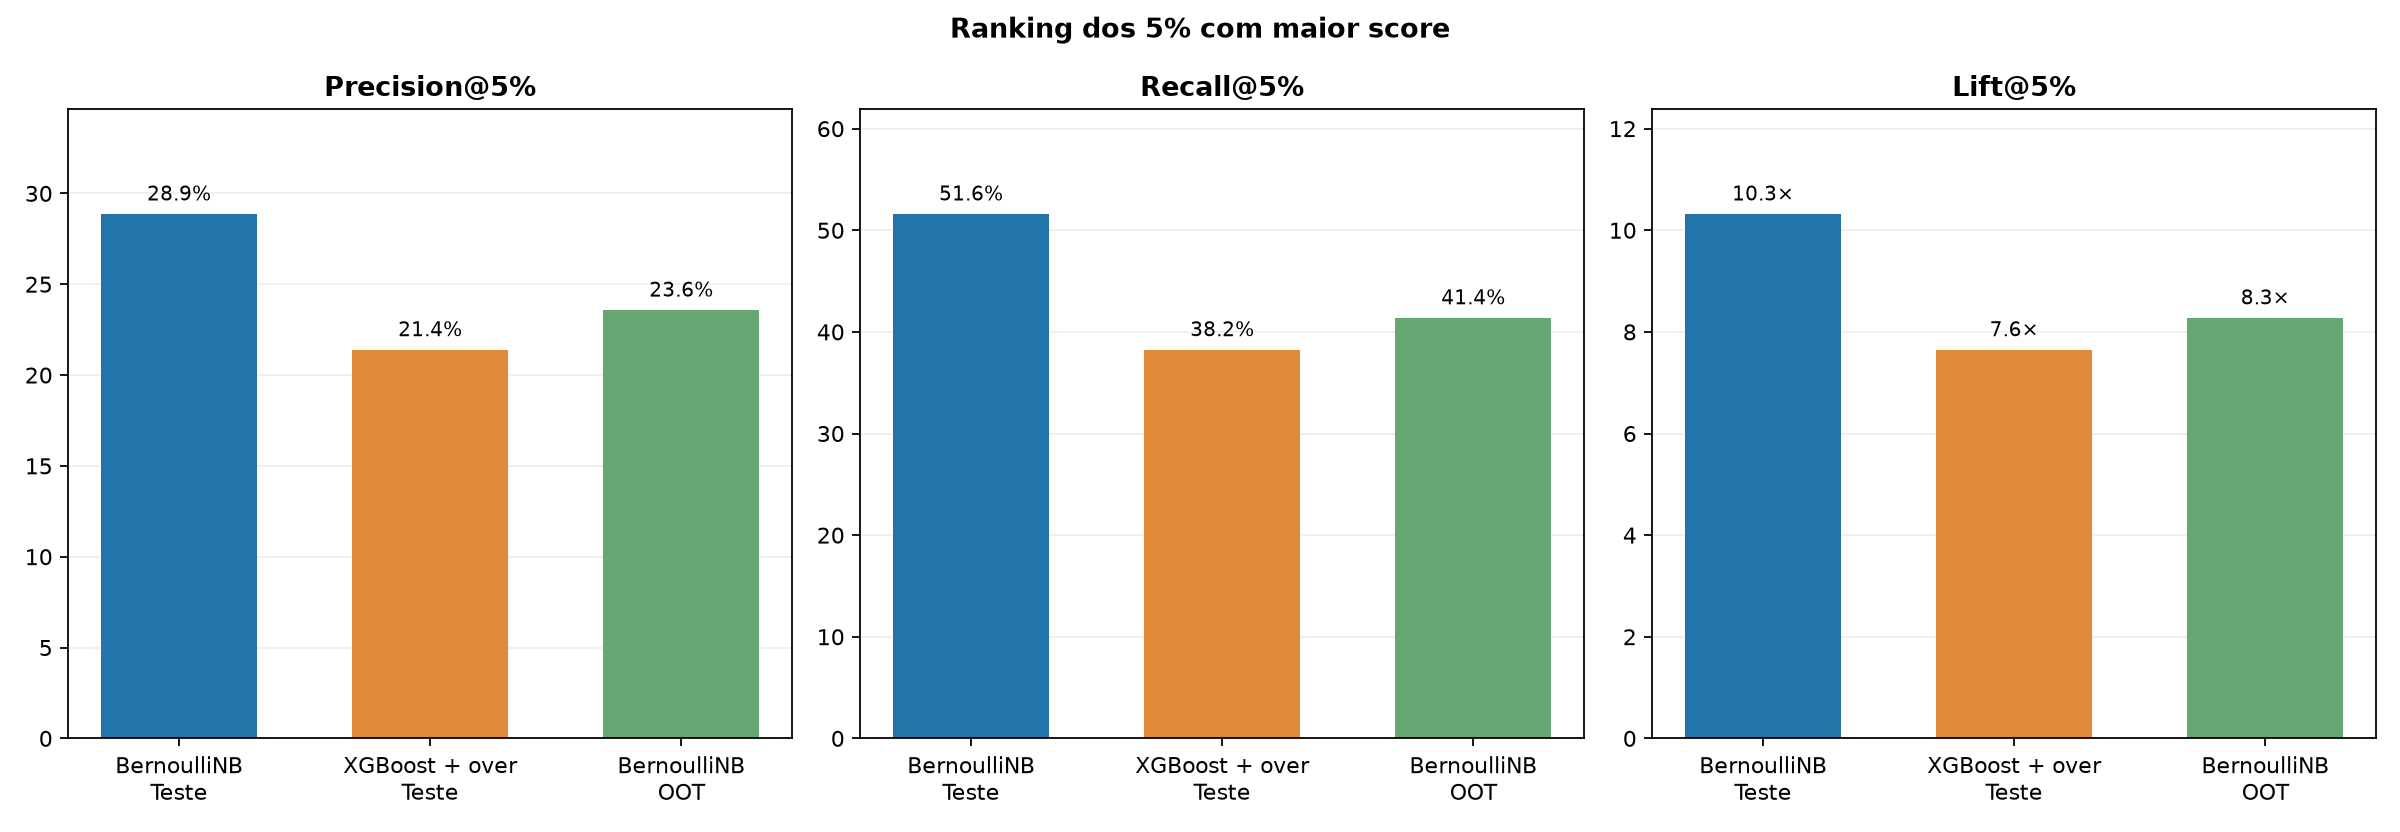 Ranking dos 5% com maior score
Precision@5%
30
25
20
15
10
5
0
28.9%
21.4%
23.6%
BernoulliNB
Teste
XGBoost + over
Teste
BernoulliNB
OOT
Recall@5%
60
50
40
30
20
10
0
51.6%
38.2%
41.4%
BernoulliNB
Teste
XGBoost + over
Teste
BernoulliNB
OOT
Lift@5%
12
10
8
6
4
2
0
10.3×
7.6×
8.3×
BernoulliNB
Teste
XGBoost + over
Teste
BernoulliNB
OOT